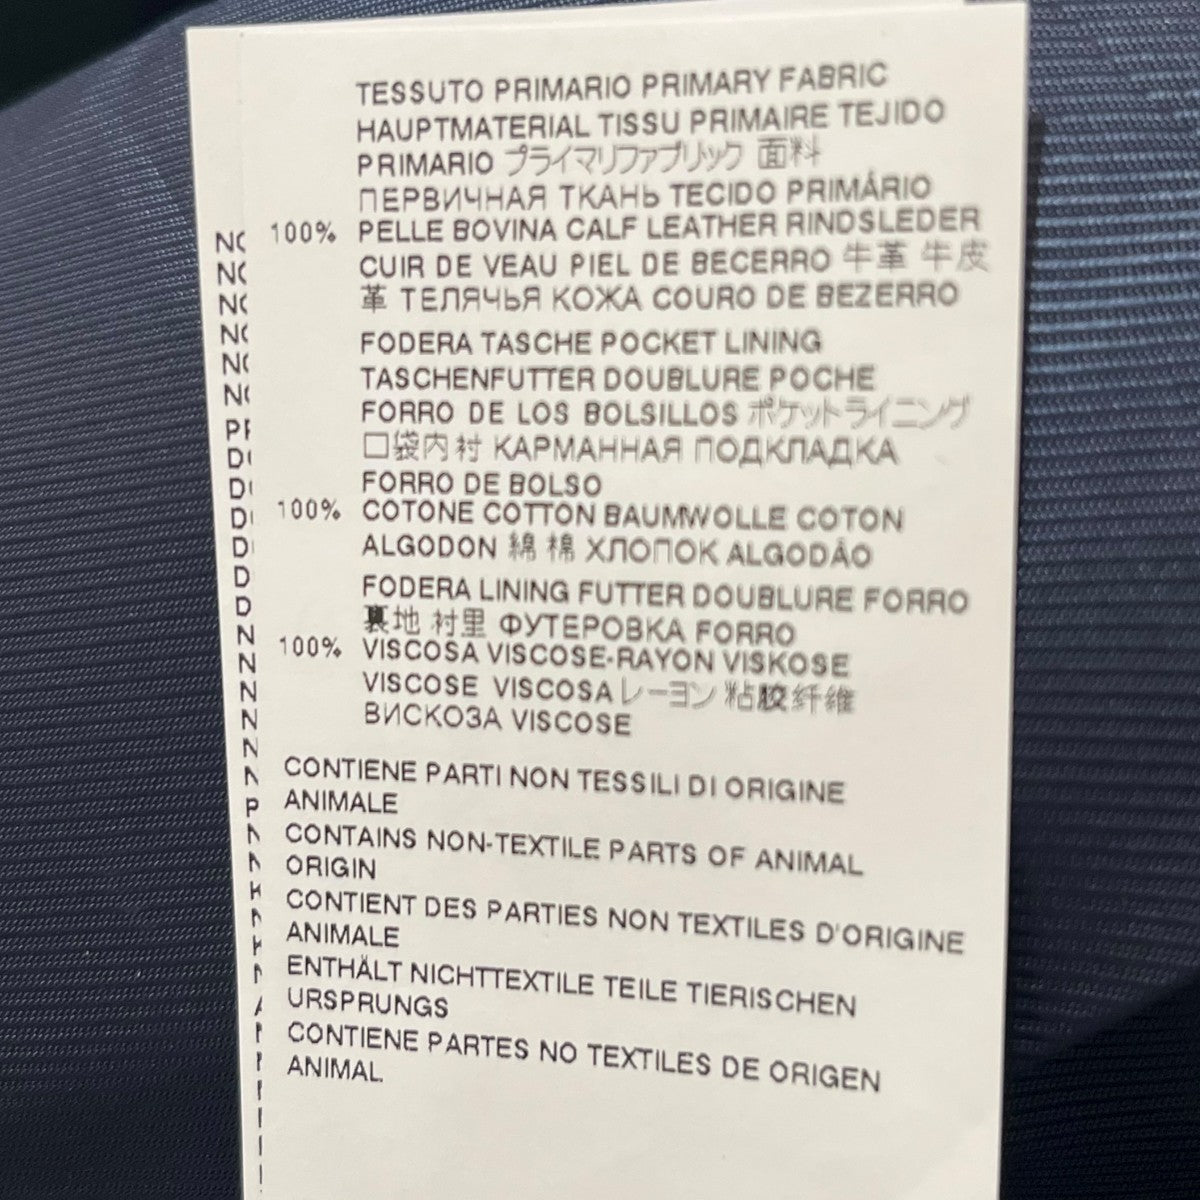 TESSUTO PRIMARIO PRIMARY FABRIC
HAUPTMATERIAL TISSU PRIMAIRE TEJIDO
PRIMARIO プライマリファブリック 面料
ПЕРВИЧНАЯ ТКАНЬ TECIDO PRIMÁRIO
100% PELLE BOVINA CALF LEATHER RINDSLEDER
CUIR DE VEAU PIEL DE BECERRO 牛革 牛皮
革 ТЕЛЯЧЬЯ КОЖА COURO DE BEZERRO
FODERA TASCHE POCKET LINING
TASCHENFUTTER DOUBLURE POCHE
FORRO DE LOS BOLSILLOS ポケットライニング
口袋内衬 КАРМАННАЯ ПОДКЛАДКА
FORRO DE BOLSO
100% COTONE COTTON BAUMWOLLE COTON
ALGODON 綿 棉 ХЛОПОК ALGODÃO
FODERA LINING FUTTER DOUBLURE FORRO
裏地 衬里 ФУТЕРОВКА FORRO
100% VISCOSA VISCOSE-RAYON VISKOSE
VISCOSE VISCOSA レーヨン 粘胶纤维
ВИСКОЗА VISCOSE
CONTIENE PARTI NON TESSILI DI ORIGINE
ANIMALE
CONTAINS NON-TEXTILE PARTS OF ANIMAL
ORIGIN
CONTIENT DES PARTIES NON TEXTILES D'ORIGINE
ANIMALE
ENTHÄLT NICHTTEXTILE TEILE TIERISCHEN
URSPRUNGS
CONTIENE PARTES NO TEXTILES DE ORIGEN
ANIMAL